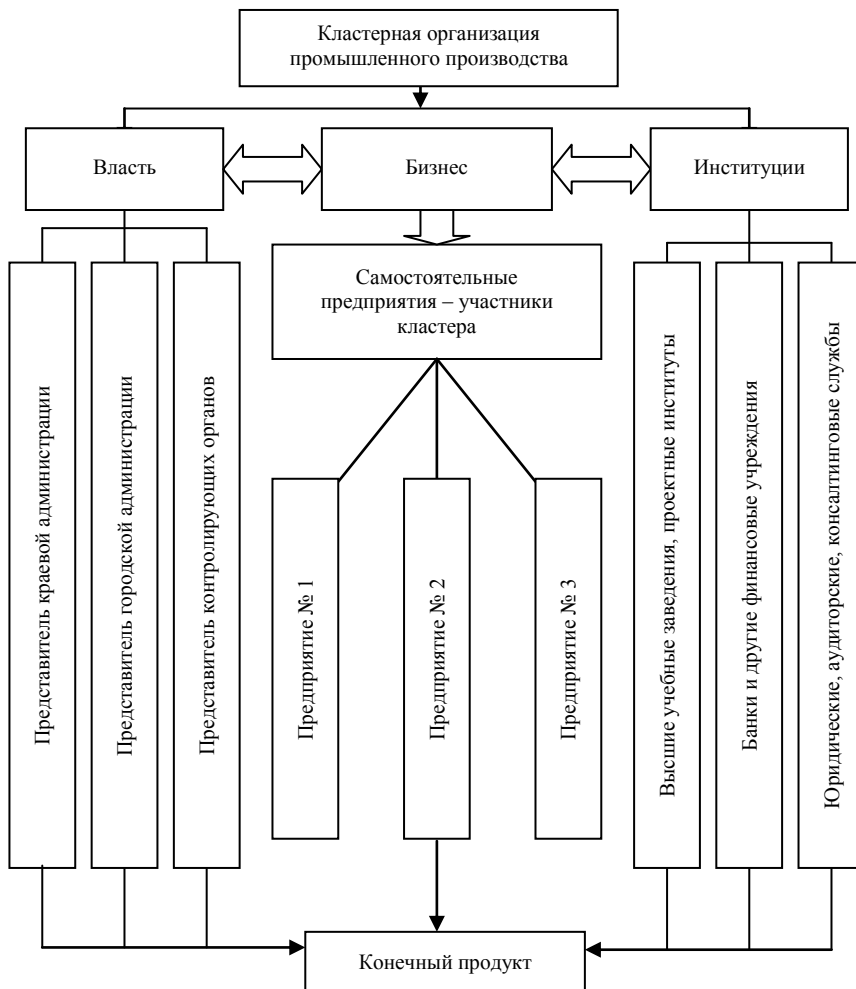 Кластерная организация
промышленного производства
Власть
Бизнес
Институции
Самостоятельные
предприятия – участники
кластера
Представитель краевой администрации
Представитель городской администрации
Представитель контролирующих органов
Предприятие № 1
Предприятие № 2
Предприятие № 3
Высшие учебные заведения, проектные институты
Банки и другие финансовые учреждения
Юридические, аудиторские, консалтинговые службы
Конечный продукт